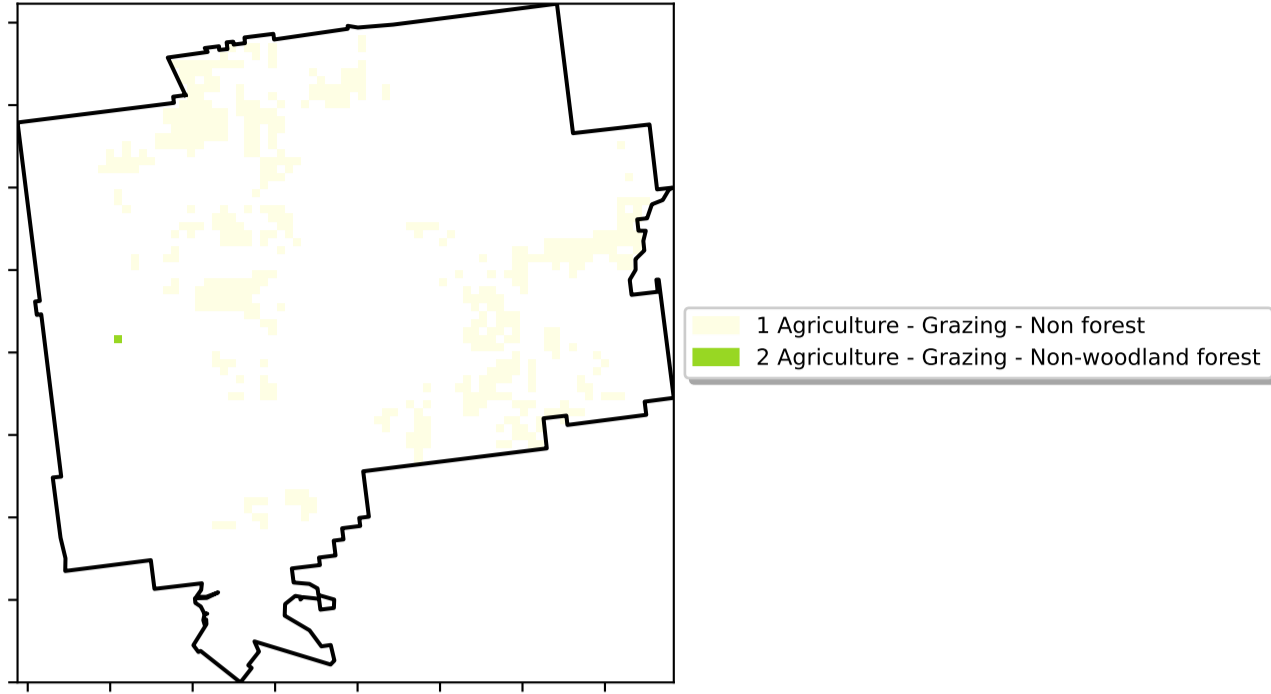 1 Agriculture - Grazing - Non forest
2 Agriculture - Grazing - Non-woodland forest